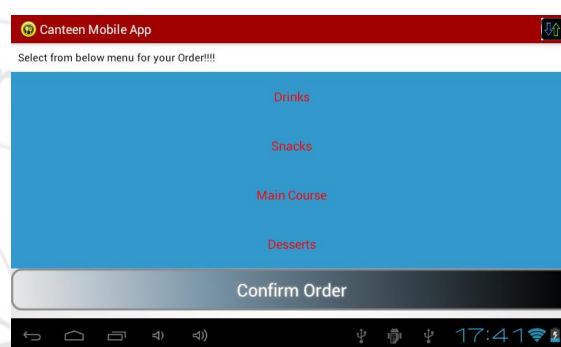 Canteen Mobile App
Select from below menu for your Order!!!!
Drinks
Snacks
Main Course
Desserts
Confirm Order
17:41